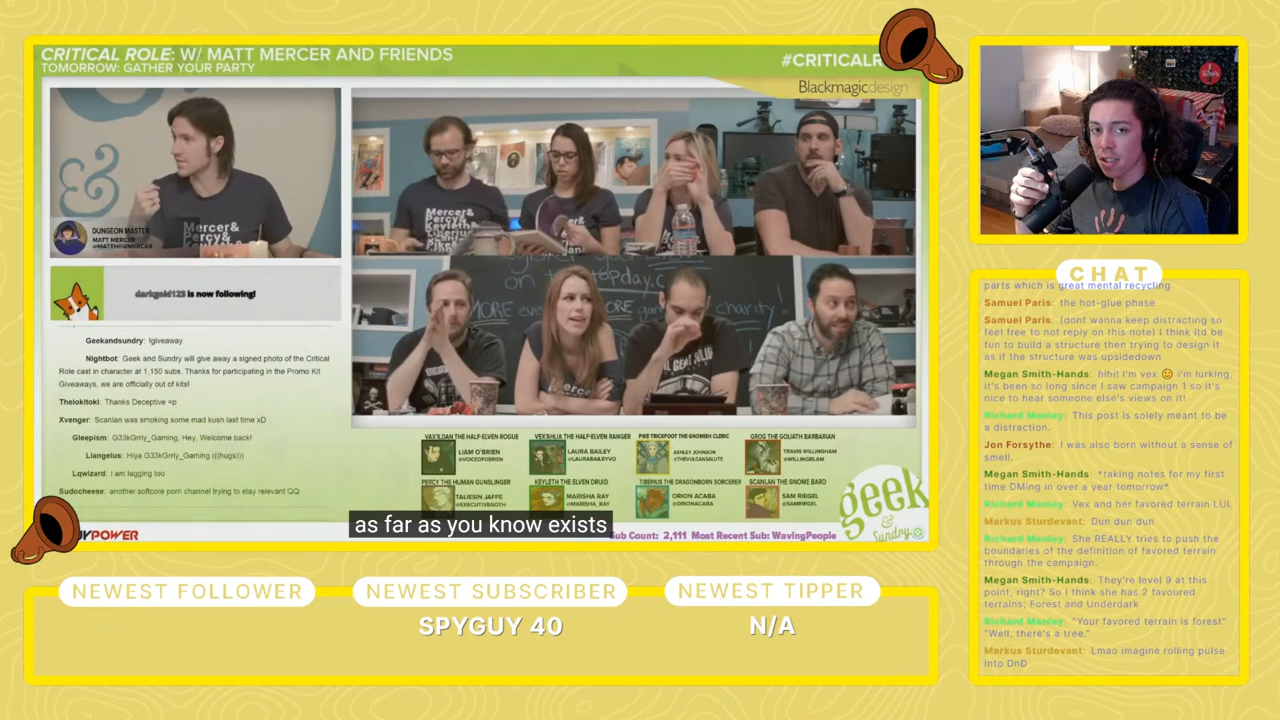 CRITICAL ROLE: W/ MATT MERCER AND FRIENDS
TOMORROW: GATHER YOUR PARTY
#CRITICALR
Blackmagicdesign
DUNGEON MASTER
MATT MERCER
@MATTHEWMERCER
Mercer&
Percy&
Mercer&
Percy&
Keyleth&
darkgold123 is now following!
Geekandsundry: !giveaway
Nightbot: Geek and Sundry will give away a signed photo of the Critical
Role cast in character at 1,150 subs. Thanks for participating in the Promo Kit
Giveaways, we are officially out of kits!
Thelokitoki: Thanks Deceptive =p
Xvenger: Scanlan was smoking some mad kush last time xD
Gleepism: G33kGrrly_Gaming, Hey, Welcome back!
Liangelus: Hiya G33kGrrly_Gaming (((hugs)))
Lqwizard: I am lagging too
Sudocheese: another softcore porn channel trying to stay relevant QQ
MORE
charity!
VAX'ILDAN THE HALF-ELVEN ROGUE
LIAM O'BRIEN
@VOICEOFOBRIEN
VEX'AHLIA THE HALF-ELVEN RANGER
LAURA BAILEY
@LAURABAILEYVO
PIKE TRICKFOOT THE GNOMISH CLERIC
ASHLEY JOHNSON
@THEVULCANSALUTE
GROG THE GOLIATH BARBARIAN
TRAVIS WILLINGHAM
@WILLINGBLAM
PERCY THE HUMAN GUNSLINGER
TALIESIN JAFFE
@EXECUTIVEGOTH
KEYLETH THE ELVEN DRUID
MARISHA RAY
@MARISHA_RAY
TIBERIUS THE DRAGONBORN SORCERER
ORION ACABA
@ORIONACABA
SCANLAN THE GNOME BARD
SAM RIEGEL
@SAMRIEGEL
geek
& Sundry
as far as you know exists
YPOWER
Sub Count: 2,111 Most Recent Sub: WavingPeople
NEWEST FOLLOWER
NEWEST SUBSCRIBER
SPYGUY 40
NEWEST TIPPER
N/A
CHAT
parts which is great mental recycling
Samuel Paris: the hot-glue phase
Samuel Paris: (dont wanna keep distracting so
feel free to not reply on this note) i think itd be
fun to build a structure then trying to design it
as if the structure was upsidedown
Megan Smith-Hands: hihi! I'm vex 🙂 i'm lurking,
it's been so long since I saw campaign 1 so it's
nice to hear someone else's views on it!
Richard Manley: This post is solely meant to be
a distraction.
Jon Forsythe: I was also born without a sense of
smell.
Megan Smith-Hands: *taking notes for my first
time DMing in over a year tomorrow*
Richard Manley: Vex and her favored terrain LUL
Markus Sturdevant: Dun dun dun
Richard Manley: She REALLY tries to push the
boundaries of the definition of favored terrain
through the campaign.
Megan Smith-Hands: They're level 9 at this
point, right? So I think she has 2 favoured
terrains; Forest and Underdark
Richard Manley: "Your favored terrain is forest"
"Well, there's a tree."
Markus Sturdevant: Lmao imagine rolling pulse
into DnD